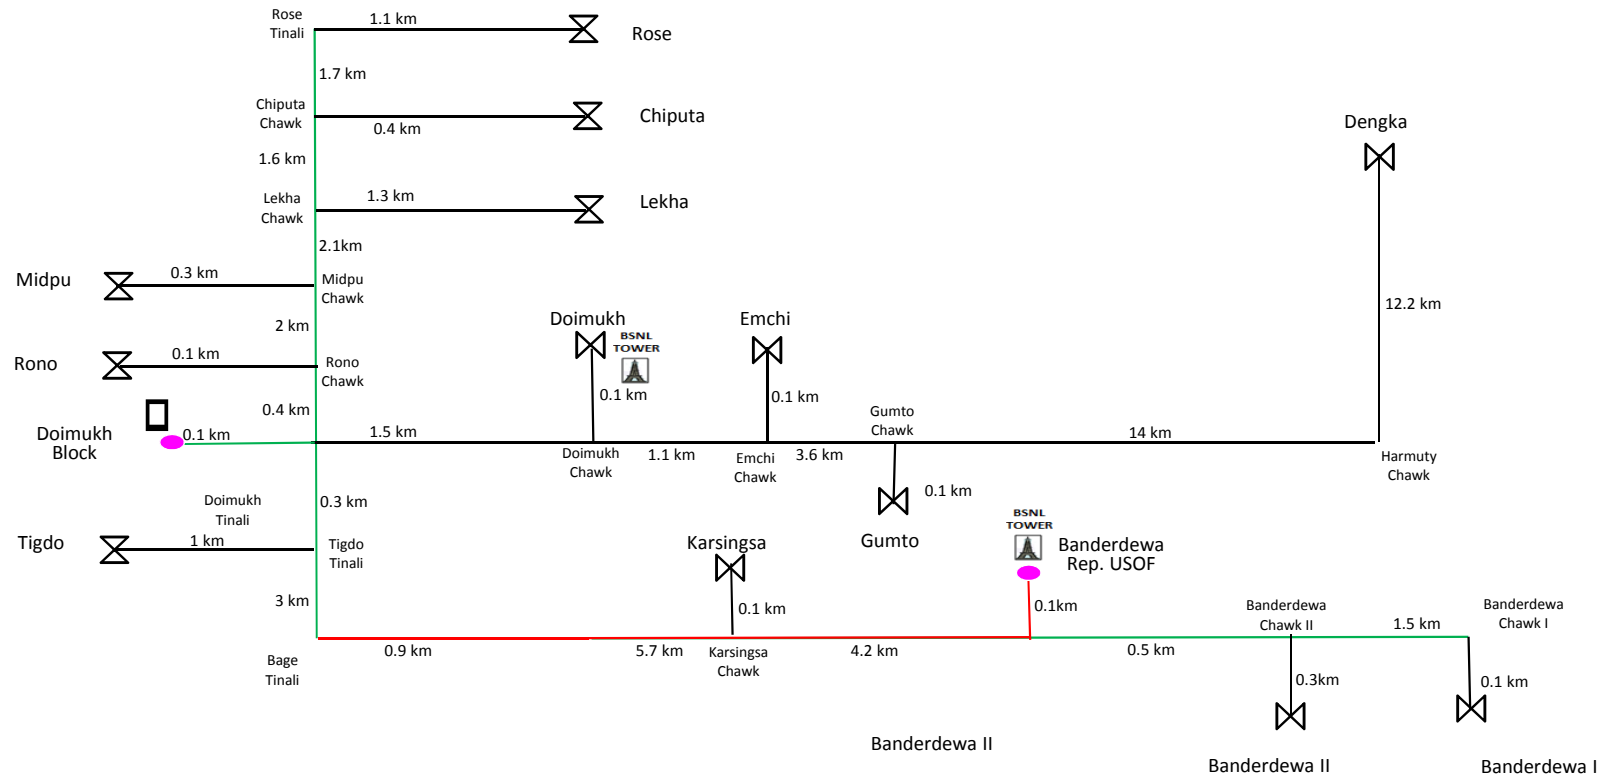 Rose
Tinali
1.1 km
Rose
1.7 km
Chiputa
Chawk
0.4 km
Chiputa
1.6 km
Dengka
Lekha
Chawk
1.3 km
Lekha
2.1km
Midpu
0.3 km
Midpu
Chawk
12.2 km
2 km
Doimukh
BSNL
TOWER
Emchi
Rono
0.1 km
Rono
Chawk
0.1 km
0.1 km
0.4 km
Gumto
Chawk
Doimukh
Block
0.1 km
1.5 km
Doimukh
Chawk
1.1 km
Emchi
Chawk
3.6 km
14 km
Harmuty
Chawk
0.1 km
Gumto
Doimukh
Tinali
0.3 km
Tigdo
1 km
Tigdo
Tinali
Karsingsa
BSNL
TOWER
Banderdewa
Rep. USOF
3 km
0.1 km
0.1km
Banderdewa
Chawk II
1.5 km
Banderdewa
Chawk I
Bage
Tinali
0.9 km
5.7 km
Karsingsa
Chawk
4.2 km
0.5 km
0.3km
0.1 km
Banderdewa II
Banderdewa II
Banderdewa I